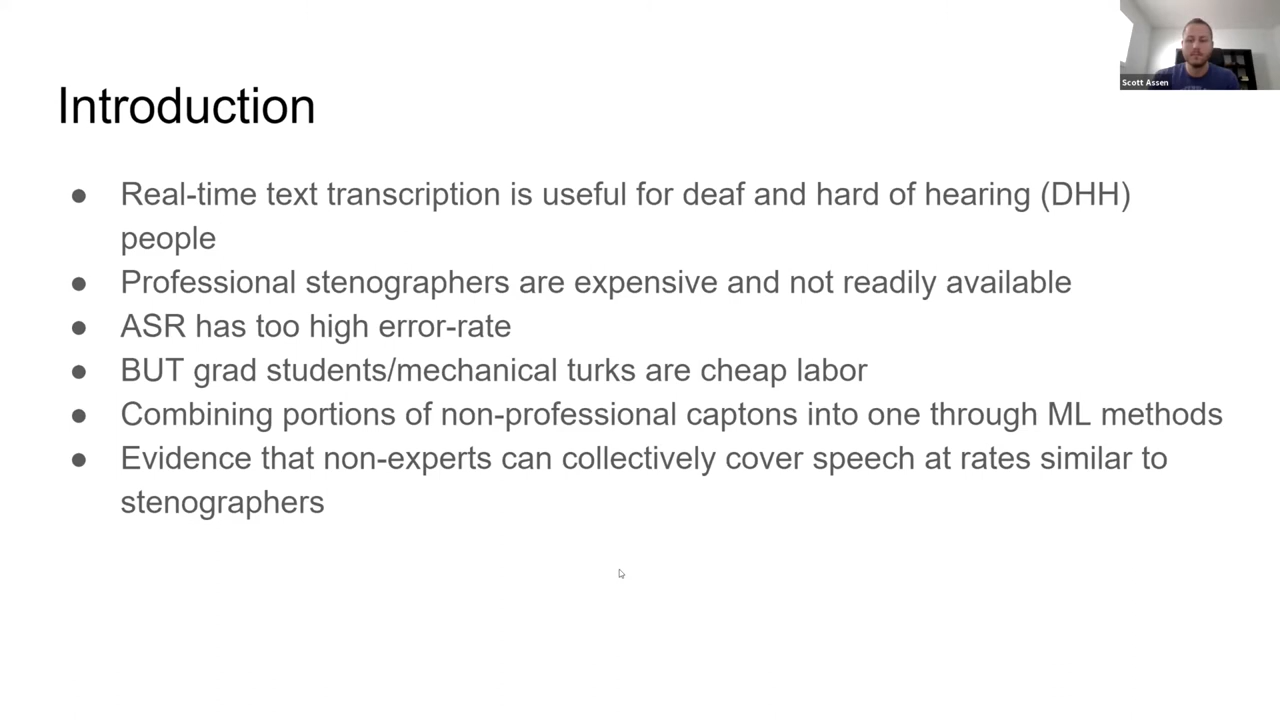 Scott Assen
Introduction
● Real-time text transcription is useful for deaf and hard of hearing (DHH)
people
● Professional stenographers are expensive and not readily available
● ASR has too high error-rate
● BUT grad students/mechanical turks are cheap labor
● Combining portions of non-professional captons into one through ML methods
● Evidence that non-experts can collectively cover speech at rates similar to
stenographers